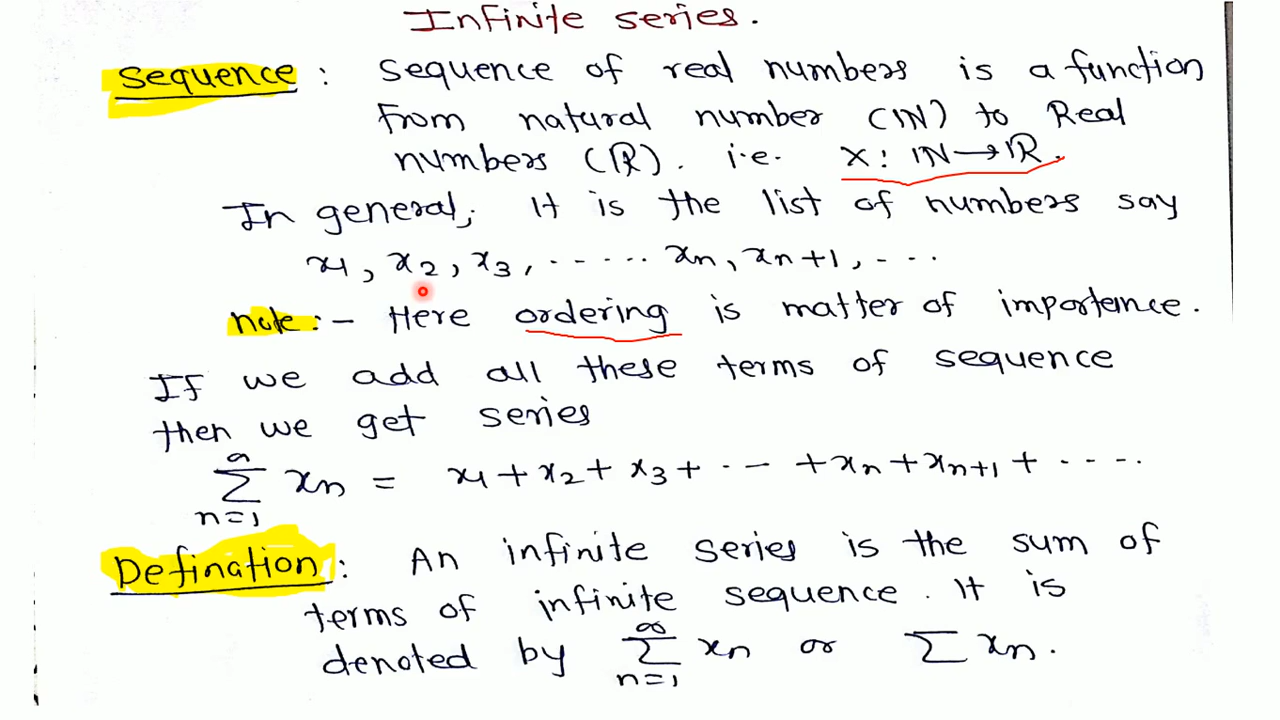 Infinite series.
Sequence : Sequence of real numbers is a function
From natural number (ℕ) to Real
numbers (ℝ). i.e. X : ℕ→ℝ.
In general, It is the list of numbers say
x1, x2, x3, ...... xn, xn+1, ....
note :- Here ordering is matter of importance.
If we add all these terms of sequence
then we get series
∞
∑ xn = x1 + x2 + x3 + ... + xn + xn+1 + .....
n=1
Defination : An infinite series is the sum of
terms of infinite sequence. It is
denoted by ∞∑n=1 xn or ∑ xn.